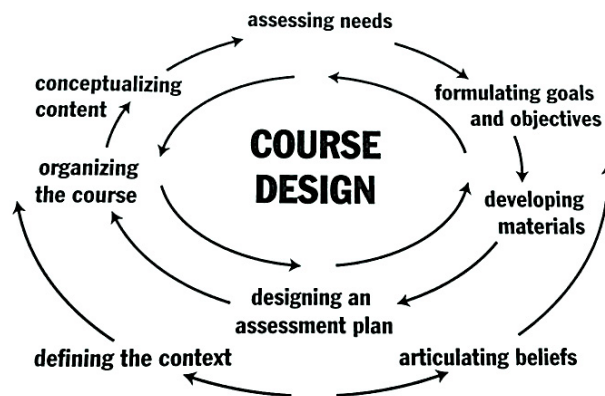 assessing needs
conceptualizing
content
formulating goals
and objectives
COURSE
DESIGN
organizing
the course
developing
materials
designing an
assessment plan
defining the context
articulating beliefs